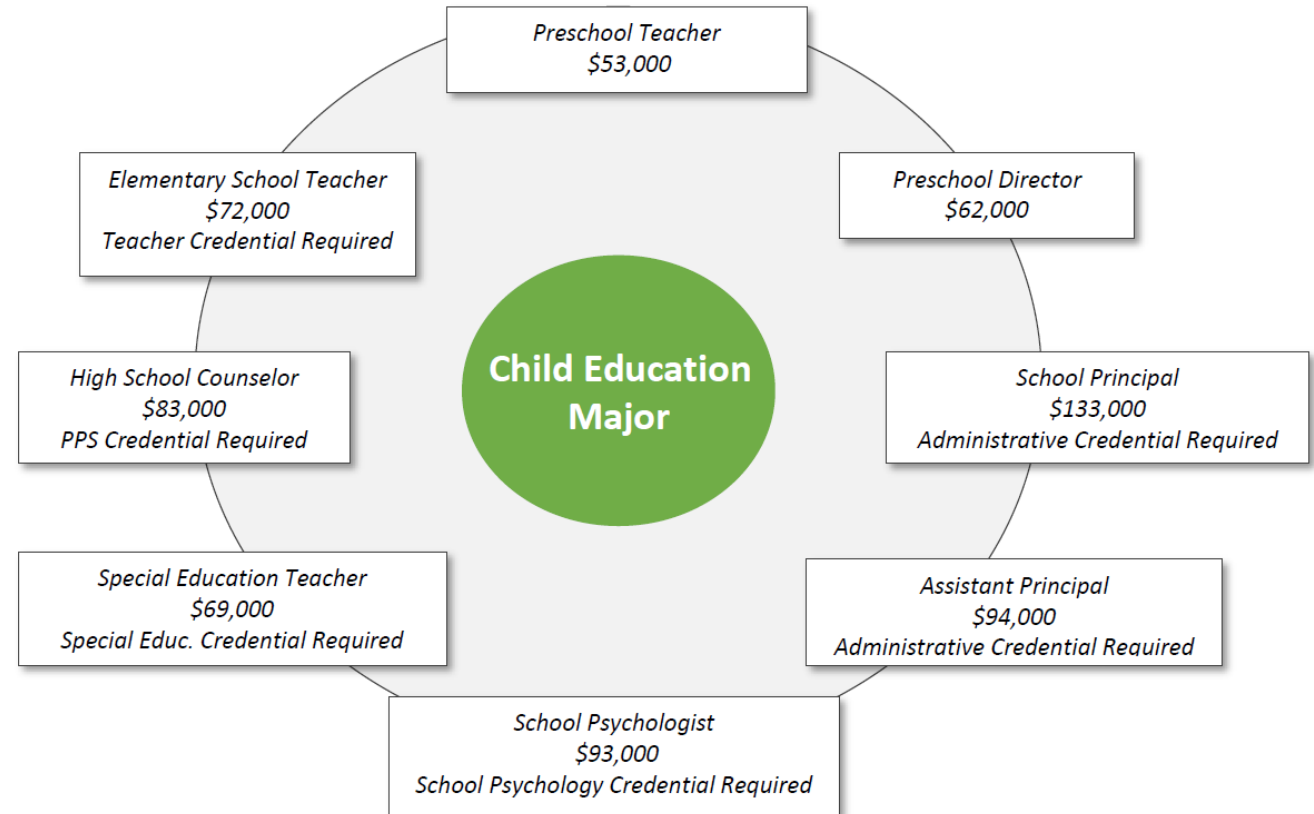 Preschool Teacher
$53,000
Elementary School Teacher
$72,000
Teacher Credential Required
Preschool Director
$62,000
Child Education
Major
High School Counselor
$83,000
PPS Credential Required
School Principal
$133,000
Administrative Credential Required
Special Education Teacher
$69,000
Special Educ. Credential Required
Assistant Principal
$94,000
Administrative Credential Required
School Psychologist
$93,000
School Psychology Credential Required